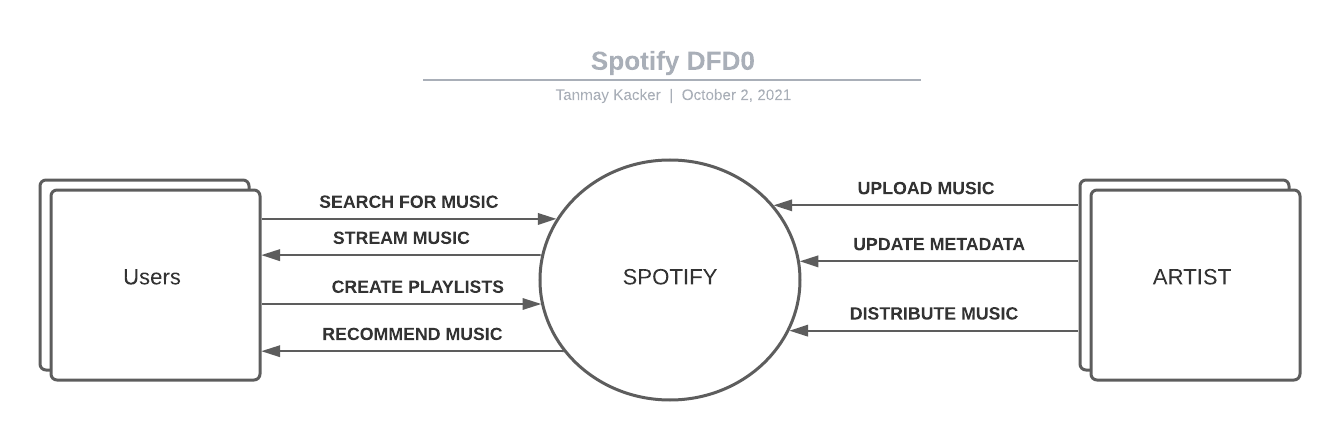 Spotify DFD0
Tanmay Kacker | October 2, 2021
SEARCH FOR MUSIC
STREAM MUSIC
CREATE PLAYLISTS
RECOMMEND MUSIC
Users
SPOTIFY
UPLOAD MUSIC
UPDATE METADATA
DISTRIBUTE MUSIC
ARTIST